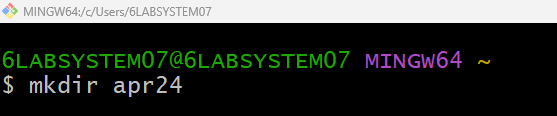 MINGW64:/c/Users/6LABSYSTEM07
6LABSYSTEM07@6LABSYSTEM07 MINGW64 ~
$ mkdir apr24